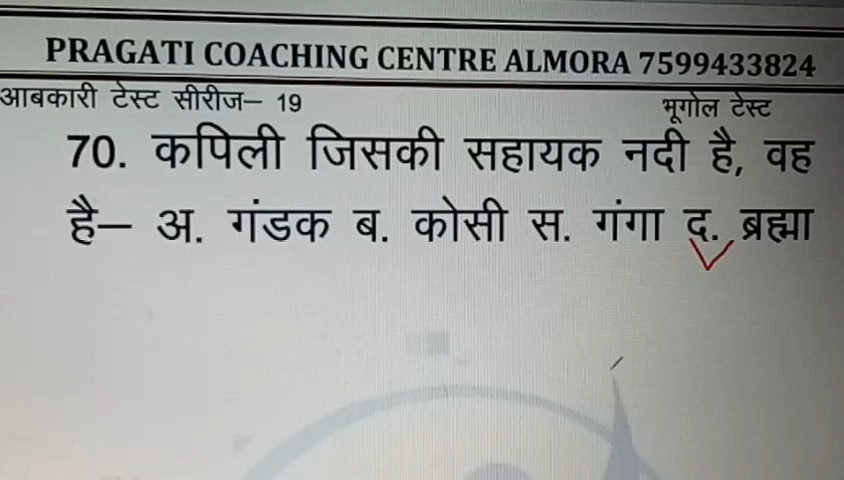 PRAGATI COACHING CENTRE ALMORA 7599433824
आबकारी टेस्ट सीरीज– 19 भूगोल टेस्ट
70. कपिली जिसकी सहायक नदी है, वह
है– अ. गंडक ब. कोसी स. गंगा द. ब्रह्मा